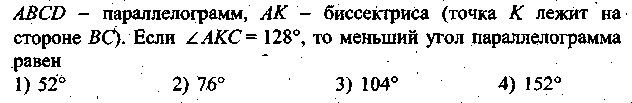 ABCD – параллелограмм, AK – биссектриса (точка K лежит на
стороне BC). Если ∠AKC = 128°, то меньший угол параллелограмма
равен
1) 52° 2) 76° 3) 104° 4) 152°